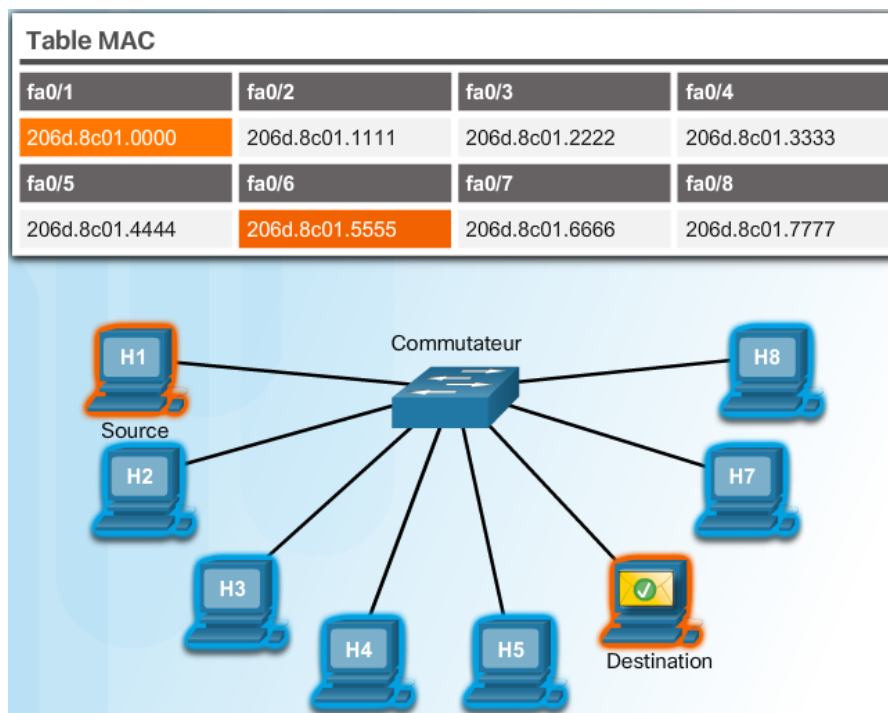 Table MAC
fa0/1 fa0/2 fa0/3 fa0/4
206d.8c01.0000 206d.8c01.1111 206d.8c01.2222 206d.8c01.3333
fa0/5 fa0/6 fa0/7 fa0/8
206d.8c01.4444 206d.8c01.5555 206d.8c01.6666 206d.8c01.7777
Commutateur
H1 H8
Source
H2 H7
H3
H4 H5
Destination